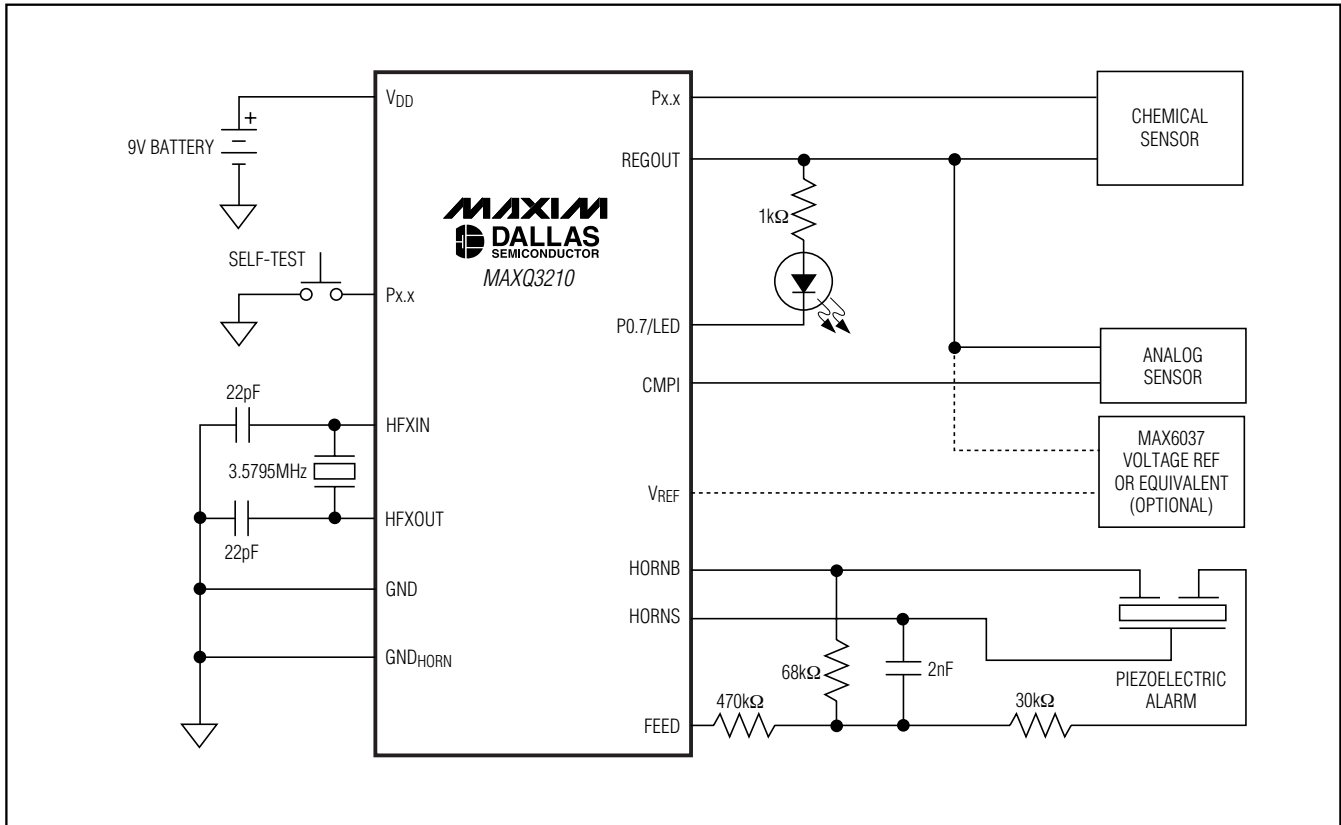 VDD
Px.x
CHEMICAL
SENSOR
+
9V BATTERY
REGOUT
1kΩ
MAXIM
DALLAS
SEMICONDUCTOR
MAXQ3210
SELF-TEST
Px.x
P0.7/LED
ANALOG
SENSOR
CMPI
22pF
HFXIN
3.5795MHz
MAX6037
VOLTAGE REF
OR EQUIVALENT
(OPTIONAL)
VREF
HFXOUT
22pF
HORNB
GND
HORNS
GNDHORN
68kΩ
2nF
PIEZOELECTRIC
ALARM
470kΩ
30kΩ
FEED